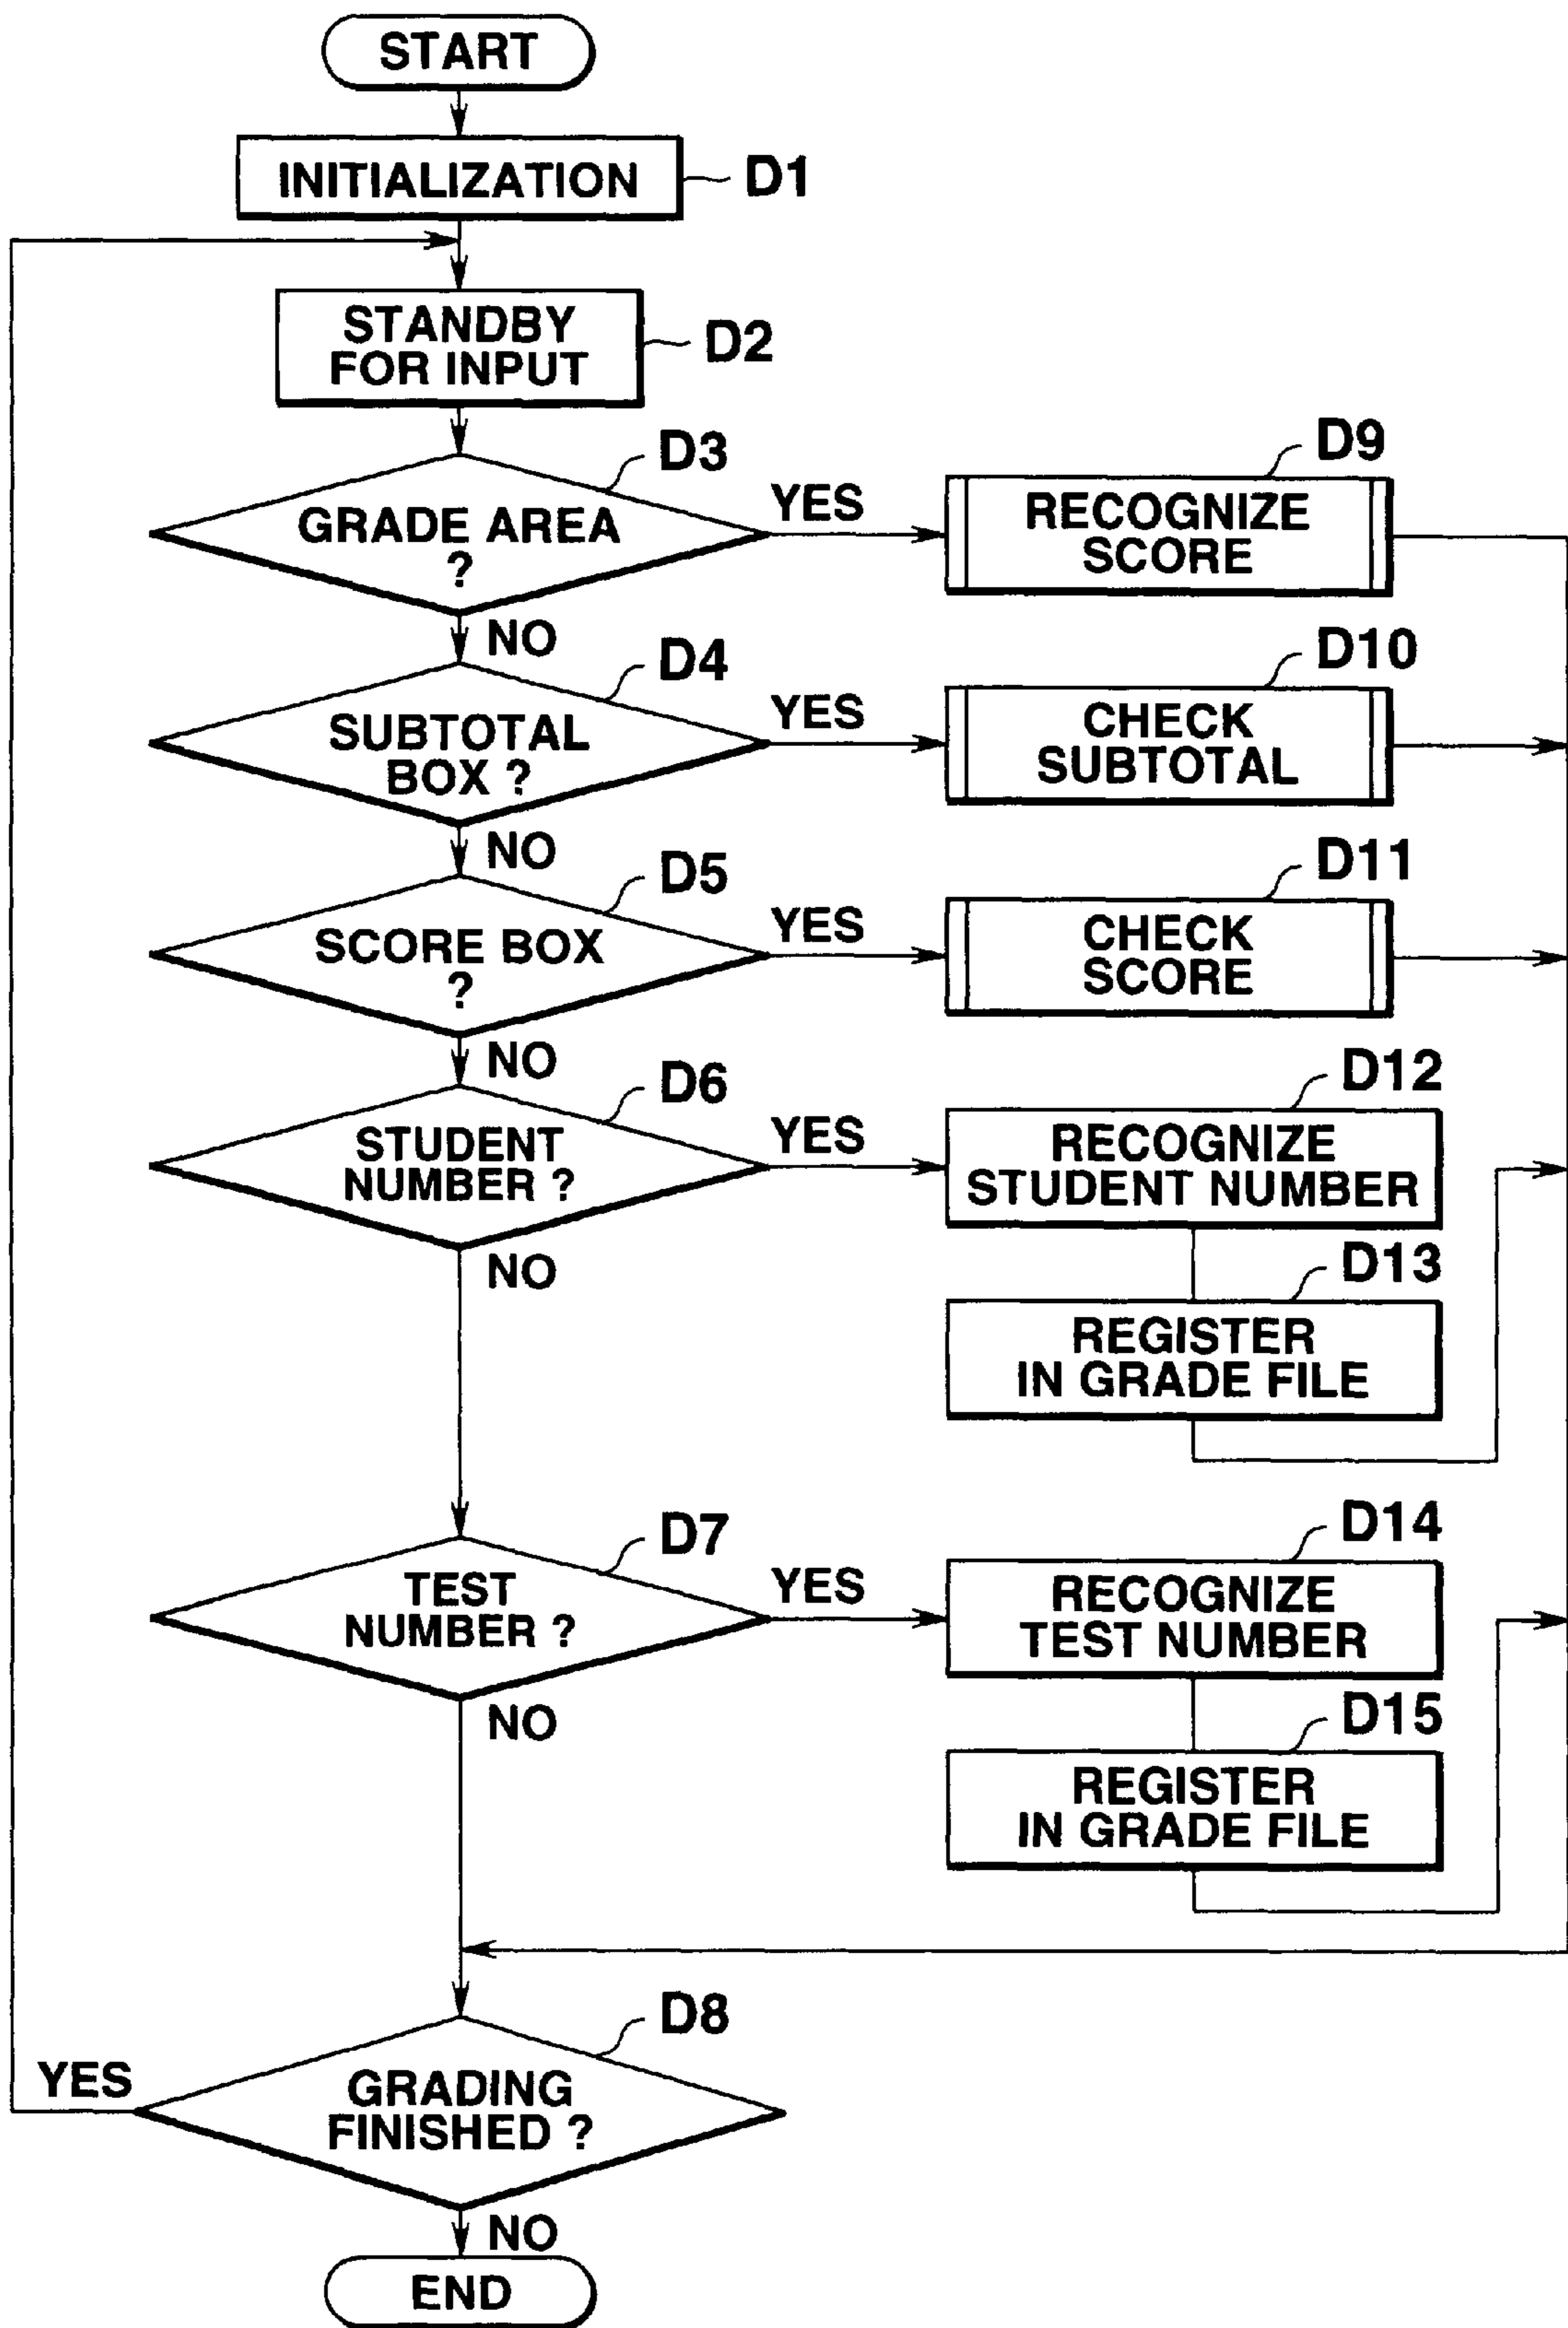 START
INITIALIZATION
D1
STANDBY
FOR INPUT
D2
D3
GRADE AREA
?
YES
NO
D9
RECOGNIZE
SCORE
D4
SUBTOTAL
BOX ?
YES
NO
D10
CHECK
SUBTOTAL
D5
SCORE BOX
?
YES
NO
D11
CHECK
SCORE
D6
STUDENT
NUMBER ?
YES
NO
D12
RECOGNIZE
STUDENT NUMBER
D13
REGISTER
IN GRADE FILE
D7
TEST
NUMBER ?
YES
NO
D14
RECOGNIZE
TEST NUMBER
D15
REGISTER
IN GRADE FILE
D8
GRADING
FINISHED ?
YES
NO
END